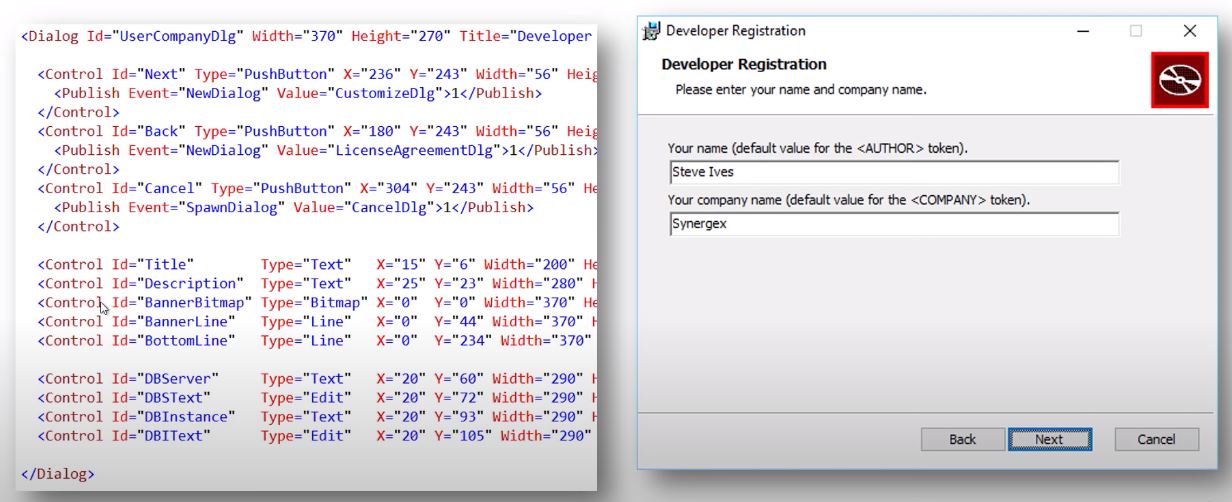 <Dialog Id="UserCompanyDlg" Width="370" Height="270" Title="Developer
<Control Id="Next" Type="PushButton" X="236" Y="243" Width="56" Heig
<Publish Event="NewDialog" Value="CustomizeDlg">1</Publish>
</Control>
<Control Id="Back" Type="PushButton" X="180" Y="243" Width="56" Heig
<Publish Event="NewDialog" Value="LicenseAgreementDlg">1</Publish>
</Control>
<Control Id="Cancel" Type="PushButton" X="304" Y="243" Width="56" He
<Publish Event="SpawnDialog" Value="CancelDlg">1</Publish>
</Control>
<Control Id="Title" Type="Text" X="15" Y="6" Width="200" He
<Control Id="Description" Type="Text" X="25" Y="23" Width="280" H
<Control Id="BannerBitmap" Type="Bitmap" X="0" Y="0" Width="370" He
<Control Id="BannerLine" Type="Line" X="0" Y="44" Width="370" H
<Control Id="BottomLine" Type="Line" X="0" Y="234" Width="370"
<Control Id="DBServer" Type="Text" X="20" Y="60" Width="290" H
<Control Id="DBSText" Type="Edit" X="20" Y="72" Width="290" H
<Control Id="DBInstance" Type="Text" X="20" Y="93" Width="290" H
<Control Id="DBIText" Type="Edit" X="20" Y="105" Width="290"
</Dialog>
Developer Registration
Developer Registration
Please enter your name and company name.
Your name (default value for the <AUTHOR> token).
Steve Ives
Your company name (default value for the <COMPANY> token).
Synergex
Back Next Cancel